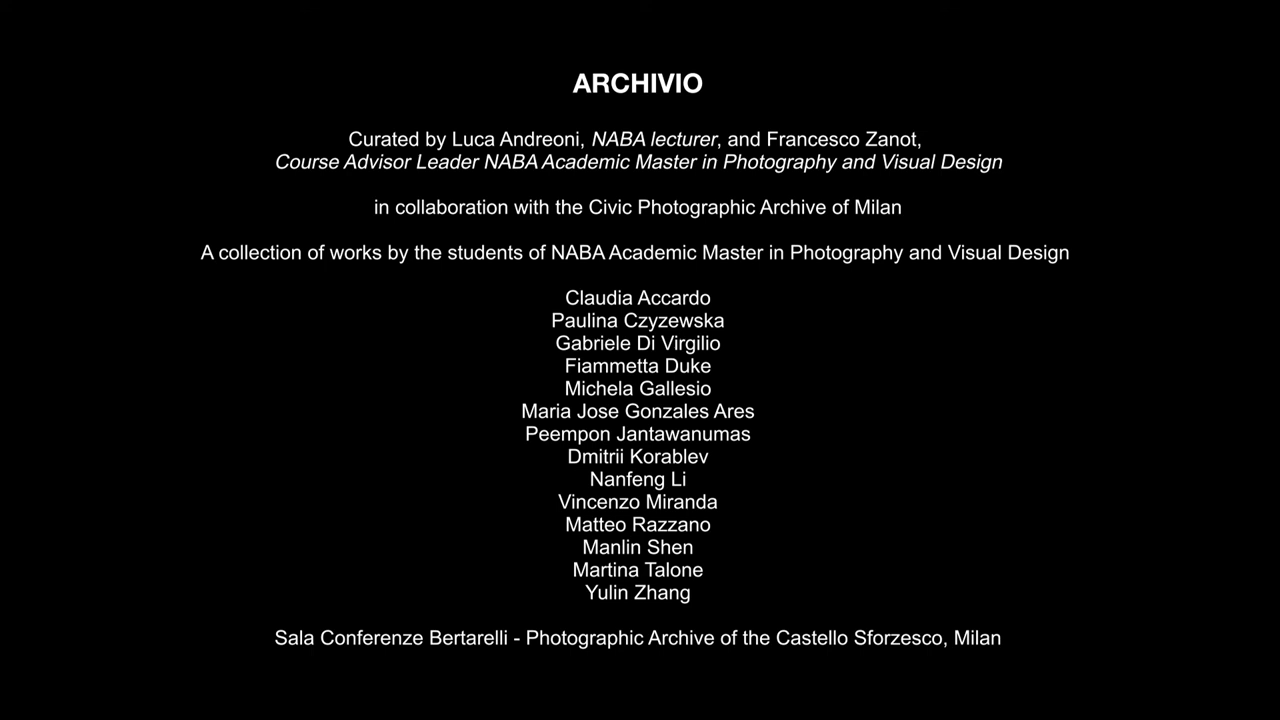 ARCHIVIO
Curated by Luca Andreoni, NABA lecturer, and Francesco Zanot,
Course Advisor Leader NABA Academic Master in Photography and Visual Design
in collaboration with the Civic Photographic Archive of Milan
A collection of works by the students of NABA Academic Master in Photography and Visual Design
Claudia Accardo
Paulina Czyzewska
Gabriele Di Virgilio
Fiammetta Duke
Michela Gallesio
Maria Jose Gonzales Ares
Peempon Jantawanumas
Dmitrii Korablev
Nanfeng Li
Vincenzo Miranda
Matteo Razzano
Manlin Shen
Martina Talone
Yulin Zhang
Sala Conferenze Bertarelli - Photographic Archive of the Castello Sforzesco, Milan